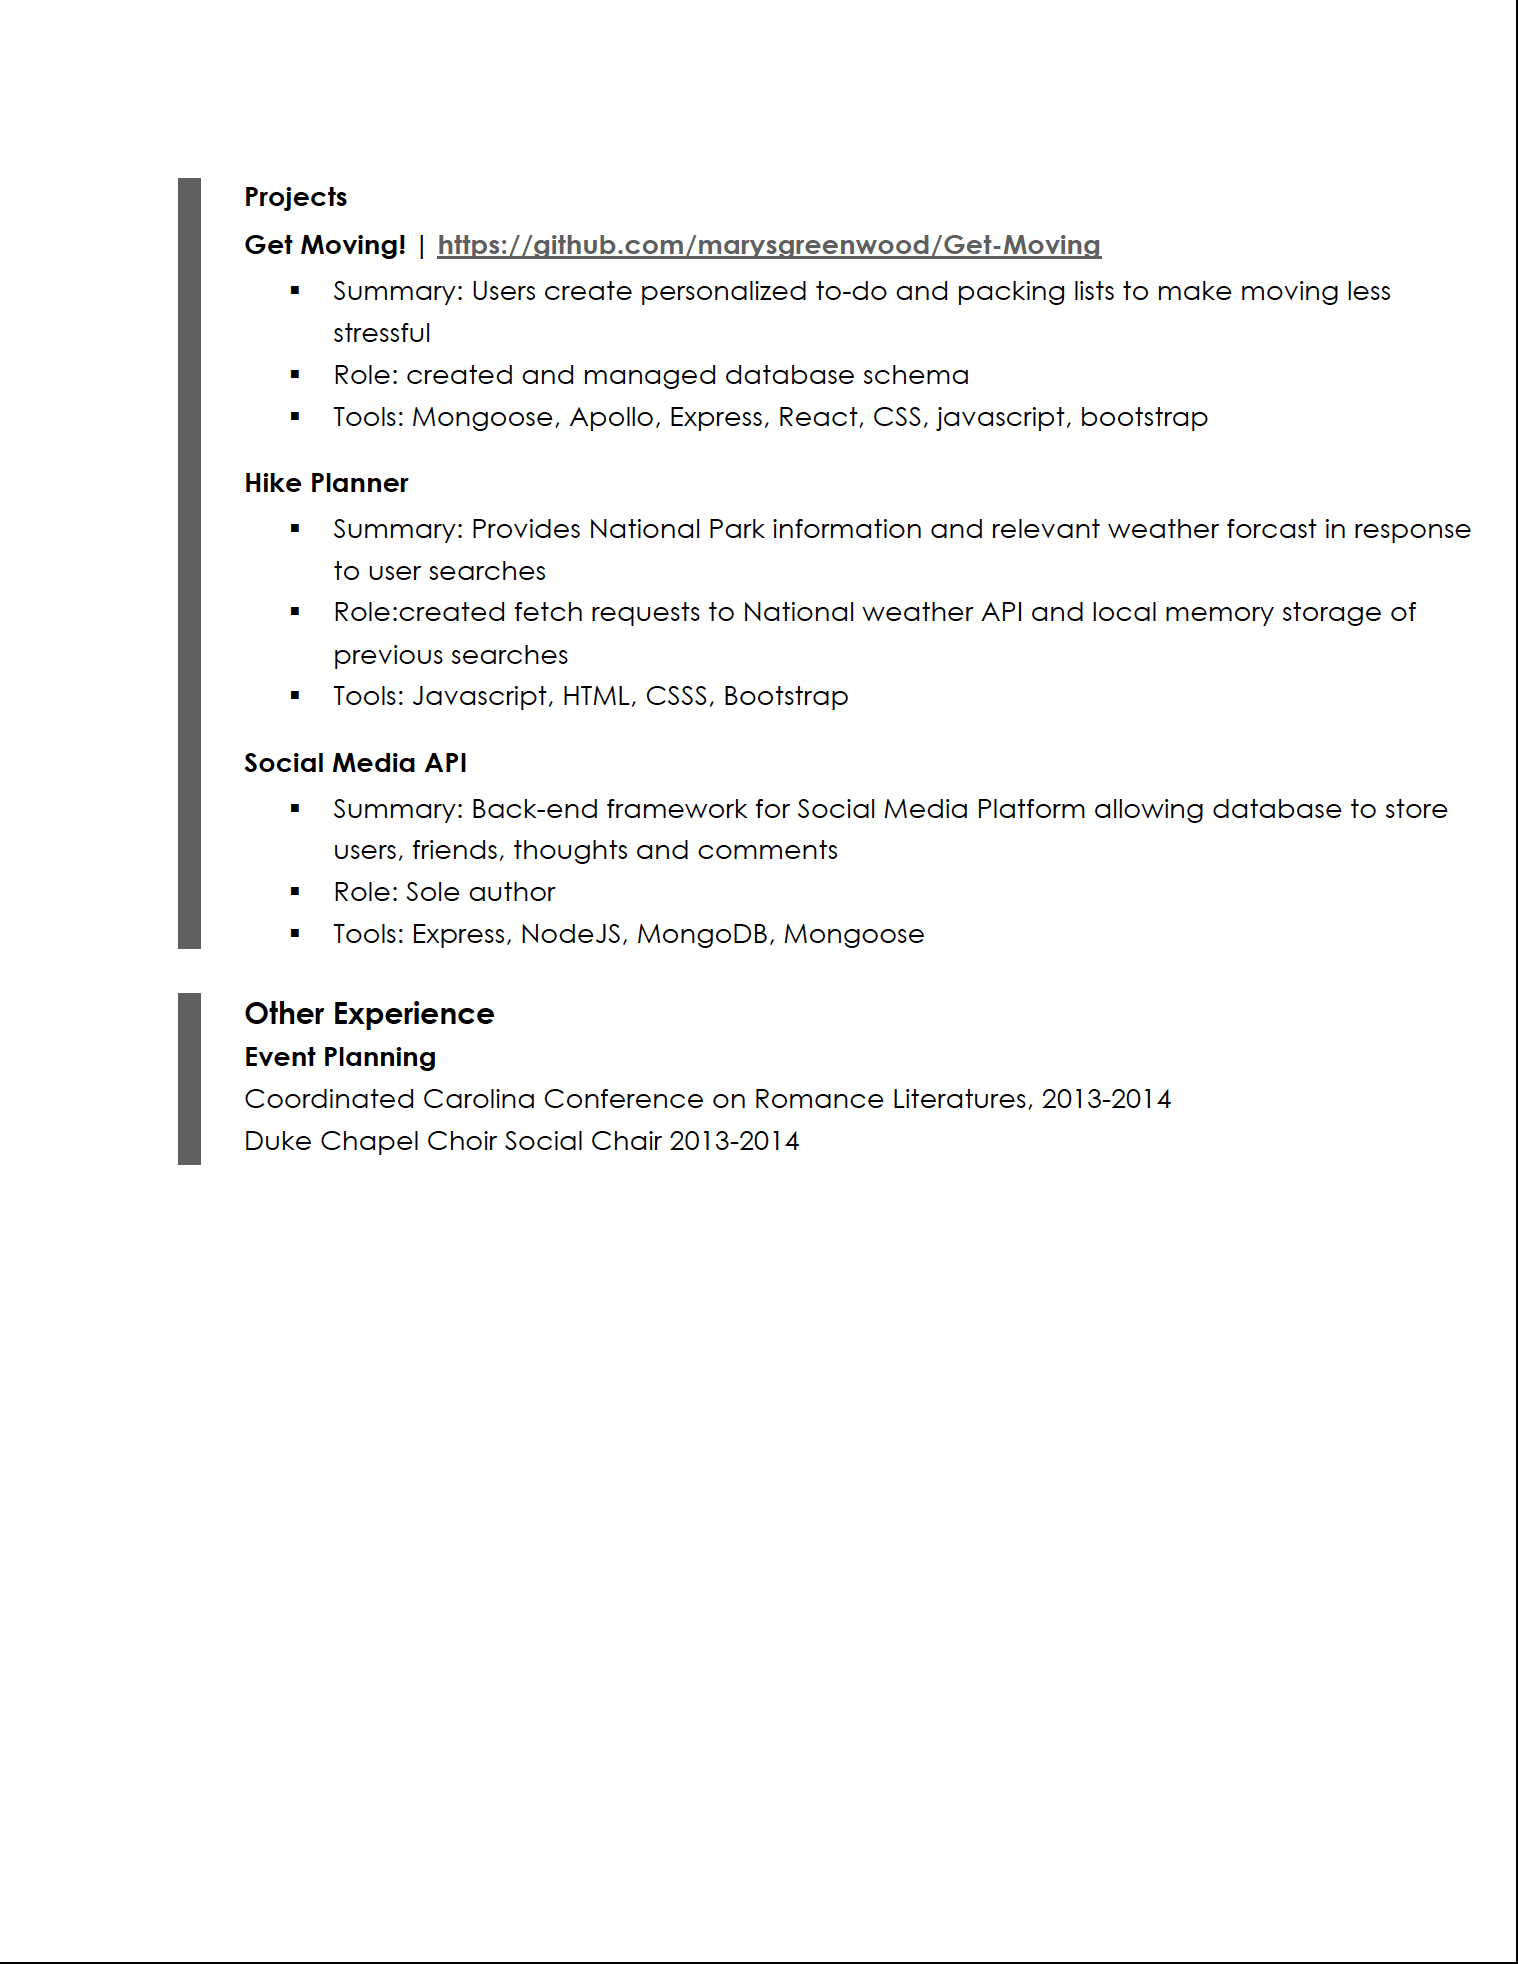 Projects
Get Moving! | https://github.com/marysgreenwood/Get-Moving
▪ Summary: Users create personalized to-do and packing lists to make moving less
stressful
▪ Role: created and managed database schema
▪ Tools: Mongoose, Apollo, Express, React, CSS, javascript, bootstrap
Hike Planner
▪ Summary: Provides National Park information and relevant weather forcast in response
to user searches
▪ Role:created fetch requests to National weather API and local memory storage of
previous searches
▪ Tools: Javascript, HTML, CSSS, Bootstrap
Social Media API
▪ Summary: Back-end framework for Social Media Platform allowing database to store
users, friends, thoughts and comments
▪ Role: Sole author
▪ Tools: Express, NodeJS, MongoDB, Mongoose
Other Experience
Event Planning
Coordinated Carolina Conference on Romance Literatures, 2013-2014
Duke Chapel Choir Social Chair 2013-2014